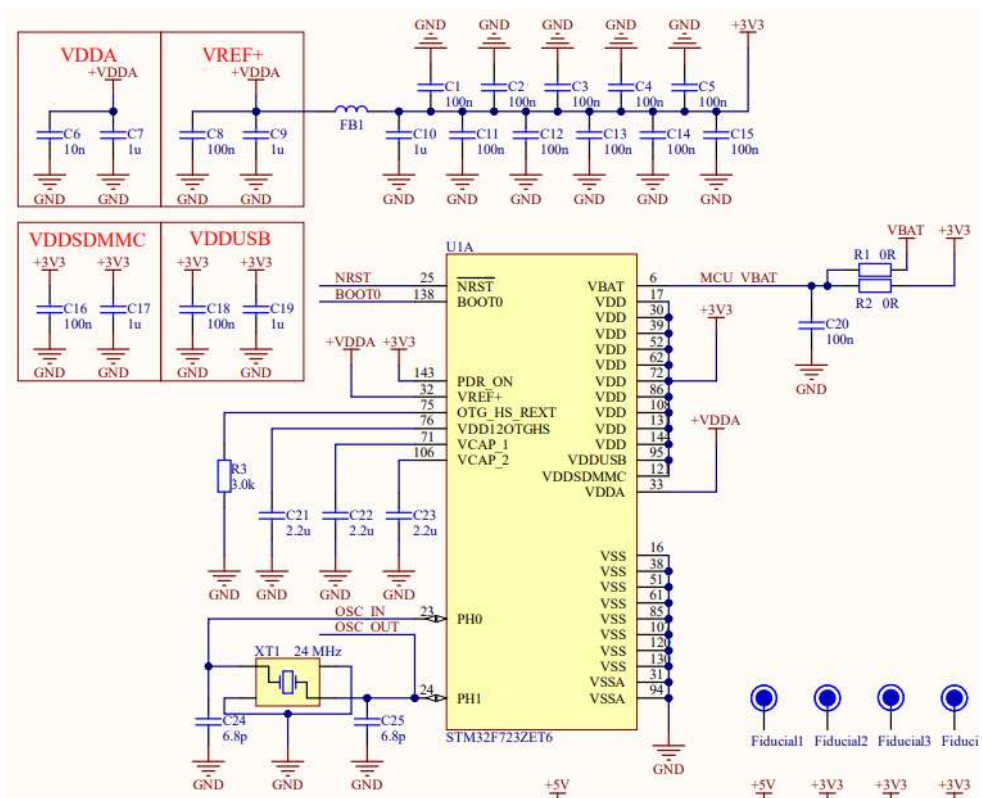 GND GND GND GND GND +3V3
VDDA VREF+
+VDDA +VDDA
C1 C2 C3 C4 C5
100n 100n 100n 100n 100n
FB1
C6 C7 C8 C9 C10 C11 C12 C13 C14 C15
10n 1u 100n 1u 1u 100n 100n 100n 100n 100n
GND GND GND GND GND GND GND GND GND GND
VDDSDMMC VDDUSB
+3V3 +3V3 +3V3 +3V3
C16 C17 C18 C19
100n 1u 100n 1u
GND GND GND GND
U1A
NRST 25 NRST
BOOT0 138 BOOT0
+VDDA +3V3
143 PDR_ON
32 VREF+
75 OTG_HS_REXT
76 VDD12OTGHS
71 VCAP_1
106 VCAP_2
R3
3.0k
C21 C22 C23
2.2u 2.2u 2.2u
GND GND GND GND
OSC_IN 23 PH0
OSC_OUT
XT1 24 MHz
24 PH1
C24 C25
6.8p 6.8p
GND GND GND
STM32F723ZET6
VBAT 6 MCU_VBAT
VDD 17
VDD 30
VDD 39
VDD 52
VDD 62
VDD 72
VDD 86
VDD
VDD
VDD
VDDUSB 95
VDDSDMMC
VDDA 33
+3V3
+VDDA
VBAT +3V3
R1 0R
R2 0R
C20
100n
GND
VSS 16
VSS 38
VSS 51
VSS 61
VSS 85
VSS
VSS
VSS
VSSA 31
VSSA 94
GND
Fiducial1 Fiducial2 Fiducial3
+5V +5V +3V3 +3V3 +3V3